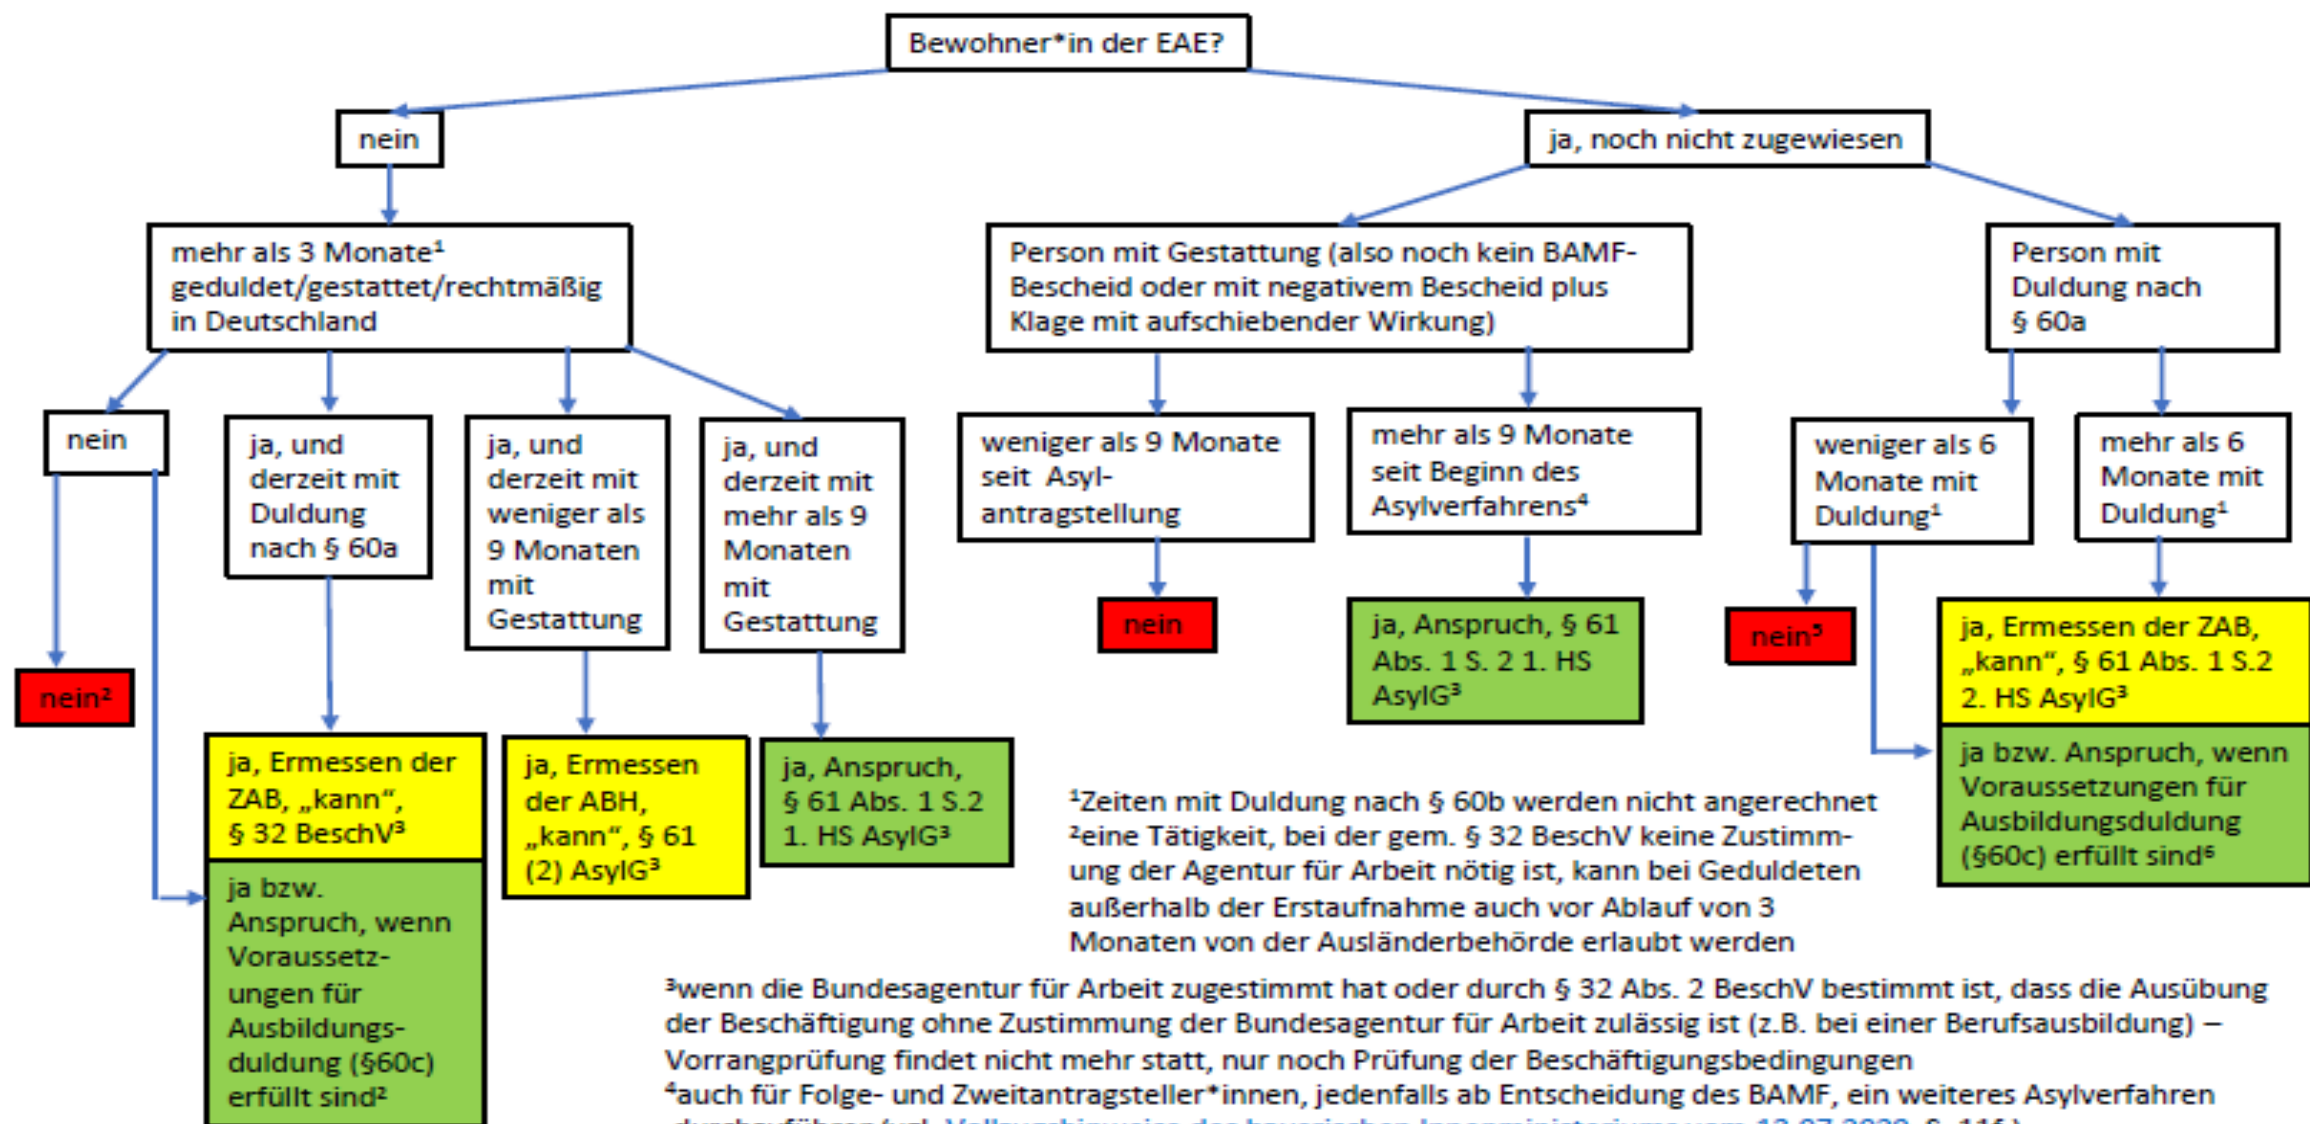 Bewohner*in der EAE?
nein
ja, noch nicht zugewiesen
mehr als 3 Monate¹
geduldet/gestattet/rechtmäßig
in Deutschland
Person mit Gestattung (also noch kein BAMF-
Bescheid oder mit negativem Bescheid plus
Klage mit aufschiebender Wirkung)
Person mit
Duldung nach
§ 60a
nein
ja, und
derzeit mit
Duldung
nach § 60a
ja, und
derzeit mit
weniger als
9 Monaten
mit
Gestattung
ja, und
derzeit mit
mehr als 9
Monaten
mit
Gestattung
weniger als 9 Monate
seit Asyl-
antragstellung
mehr als 9 Monate
seit Beginn des
Asylverfahrens⁴
weniger als 6
Monate mit
Duldung¹
mehr als 6
Monate mit
Duldung¹
nein²
ja, Ermessen der
ZAB, „kann“,
§ 32 BeschV³
ja bzw.
Anspruch, wenn
Voraussetz-
ungen für
Ausbildungs-
duldung (§60c)
erfüllt sind²
ja, Ermessen
der ABH,
„kann“, § 61
(2) AsylG³
ja, Anspruch,
§ 61 Abs. 1 S.2
1. HS AsylG³
nein
ja, Anspruch, § 61
Abs. 1 S. 2 1. HS
AsylG³
nein⁵
ja, Ermessen der ZAB,
„kann“, § 61 Abs. 1 S.2
2. HS AsylG³
ja bzw. Anspruch, wenn
Voraussetzungen für
Ausbildungsduldung
(§60c) erfüllt sind⁶
¹Zeiten mit Duldung nach § 60b werden nicht angerechnet
²eine Tätigkeit, bei der gem. § 32 BeschV keine Zustimm-
ung der Agentur für Arbeit nötig ist, kann bei Geduldeten
außerhalb der Erstaufnahme auch vor Ablauf von 3
Monaten von der Ausländerbehörde erlaubt werden
³wenn die Bundesagentur für Arbeit zugestimmt hat oder durch § 32 Abs. 2 BeschV bestimmt ist, dass die Ausübung
der Beschäftigung ohne Zustimmung der Bundesagentur für Arbeit zulässig ist (z.B. bei einer Berufsausbildung) –
Vorrangprüfung findet nicht mehr statt, nur noch Prüfung der Beschäftigungsbedingungen
⁴auch für Folge- und Zweitantragsteller*innen, jedenfalls ab Entscheidung des BAMF, ein weiteres Asylverfahren